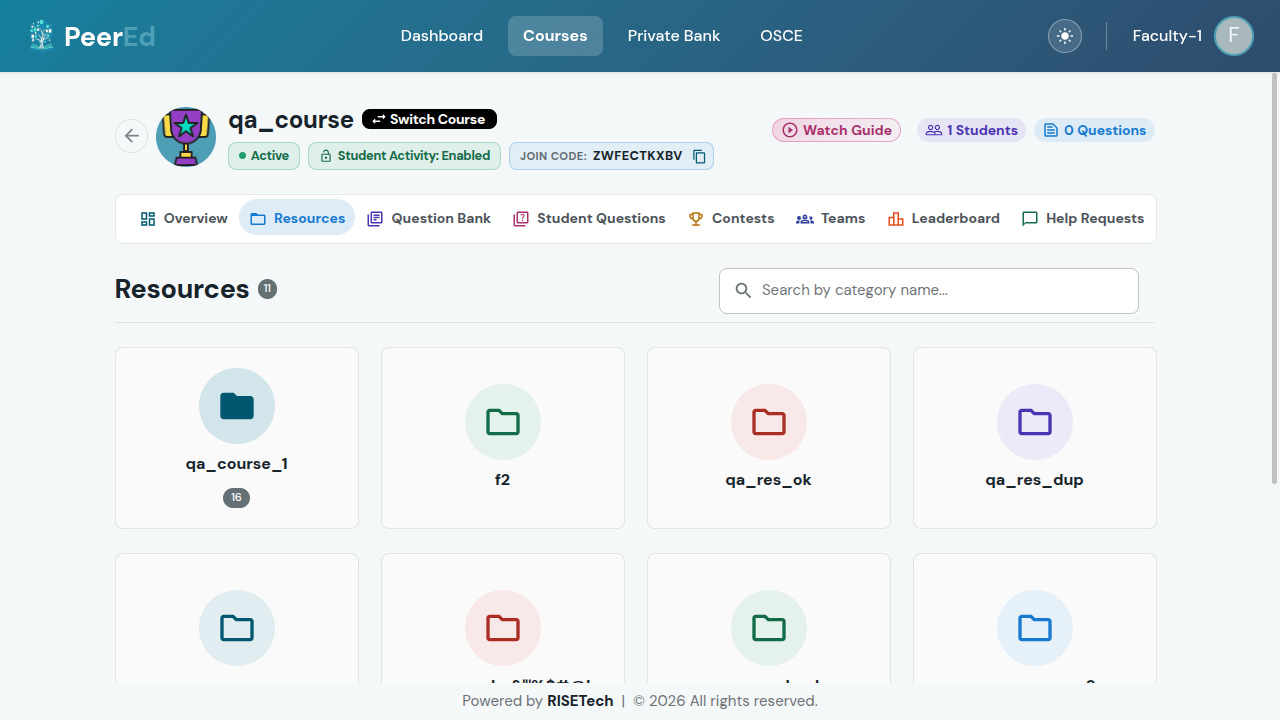 PeerEd
Dashboard
Courses
Private Bank
OSCE
Faculty-1
F
qa_course
Switch Course
Active
Student Activity: Enabled
JOIN CODE: ZWFECTKXBV
Watch Guide
1 Students
0 Questions
Overview
Resources
Question Bank
Student Questions
Contests
Teams
Leaderboard
Help Requests
Resources
11
Search by category name...
qa_course_1
16
f2
qa_res_ok
qa_res_dup
Powered by RISETech | © 2026 All rights reserved.